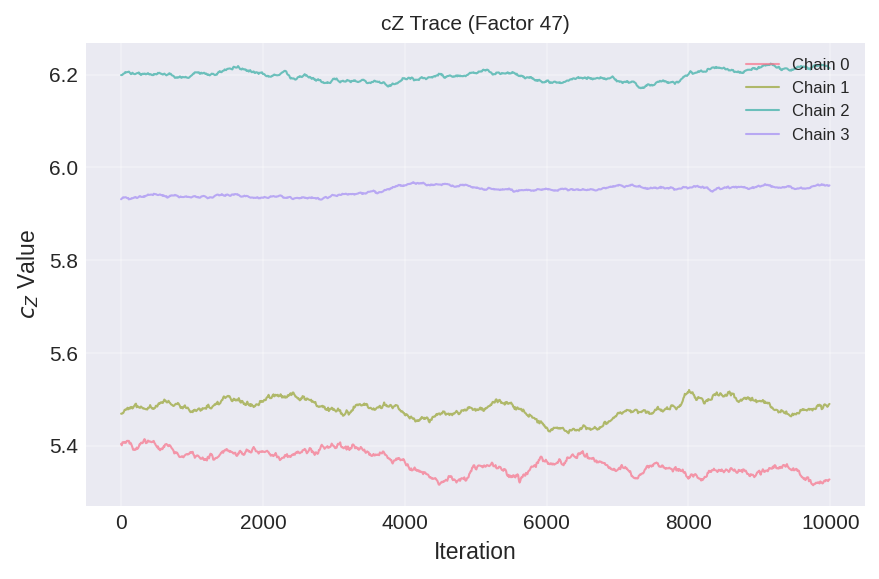 cZ Trace (Factor 47)
6.2
6.0
5.8
5.6
5.4
c_Z Value
Chain 0
Chain 1
Chain 2
Chain 3
0
2000
4000
6000
8000
10000
Iteration